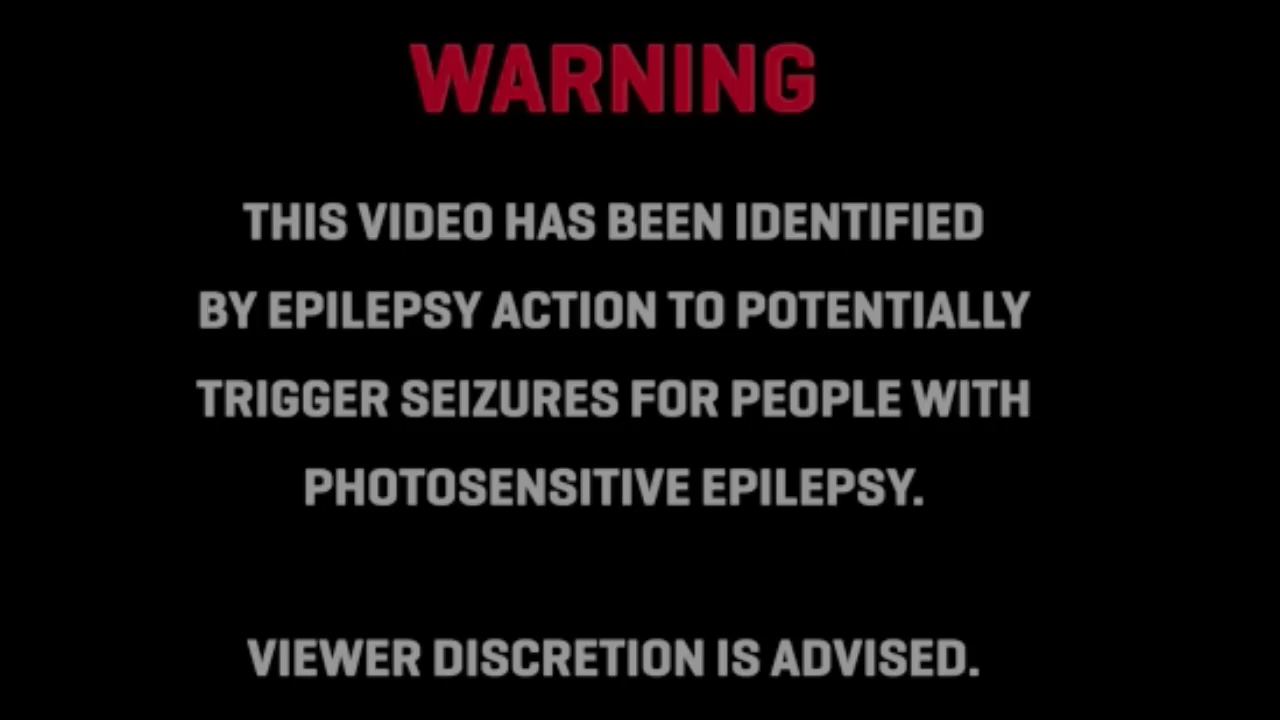 WARNING
THIS VIDEO HAS BEEN IDENTIFIED
BY EPILEPSY ACTION TO POTENTIALLY
TRIGGER SEIZURES FOR PEOPLE WITH
PHOTOSENSITIVE EPILEPSY.
VIEWER DISCRETION IS ADVISED.